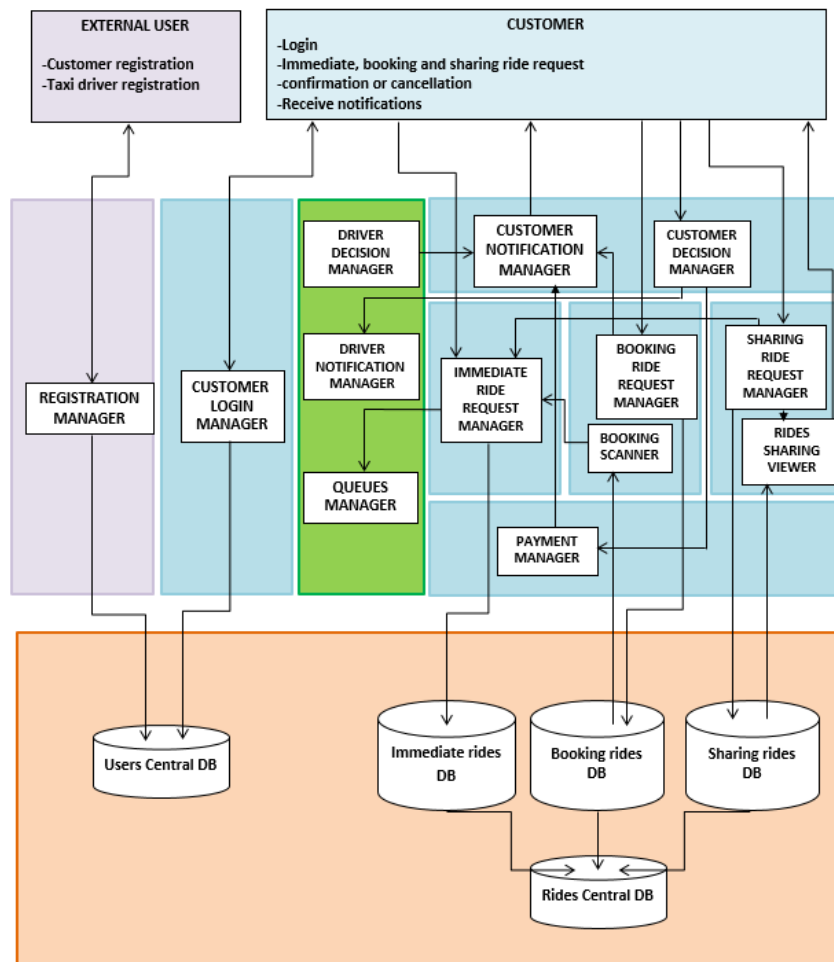 EXTERNAL USER
-Customer registration
-Taxi driver registration
CUSTOMER
-Login
-Immediate, booking and sharing ride request
-confirmation or cancellation
-Receive notifications
DRIVER
DECISION
MANAGER
CUSTOMER
NOTIFICATION
MANAGER
CUSTOMER
DECISION
MANAGER
DRIVER
NOTIFICATION
MANAGER
IMMEDIATE
RIDE
REQUEST
MANAGER
BOOKING
RIDE
REQUEST
MANAGER
SHARING
RIDE
REQUEST
MANAGER
REGISTRATION
MANAGER
CUSTOMER
LOGIN
MANAGER
BOOKING
SCANNER
RIDES
SHARING
VIEWER
QUEUES
MANAGER
PAYMENT
MANAGER
Users Central DB
Immediate rides
DB
Booking rides
DB
Sharing rides
DB
Rides Central DB